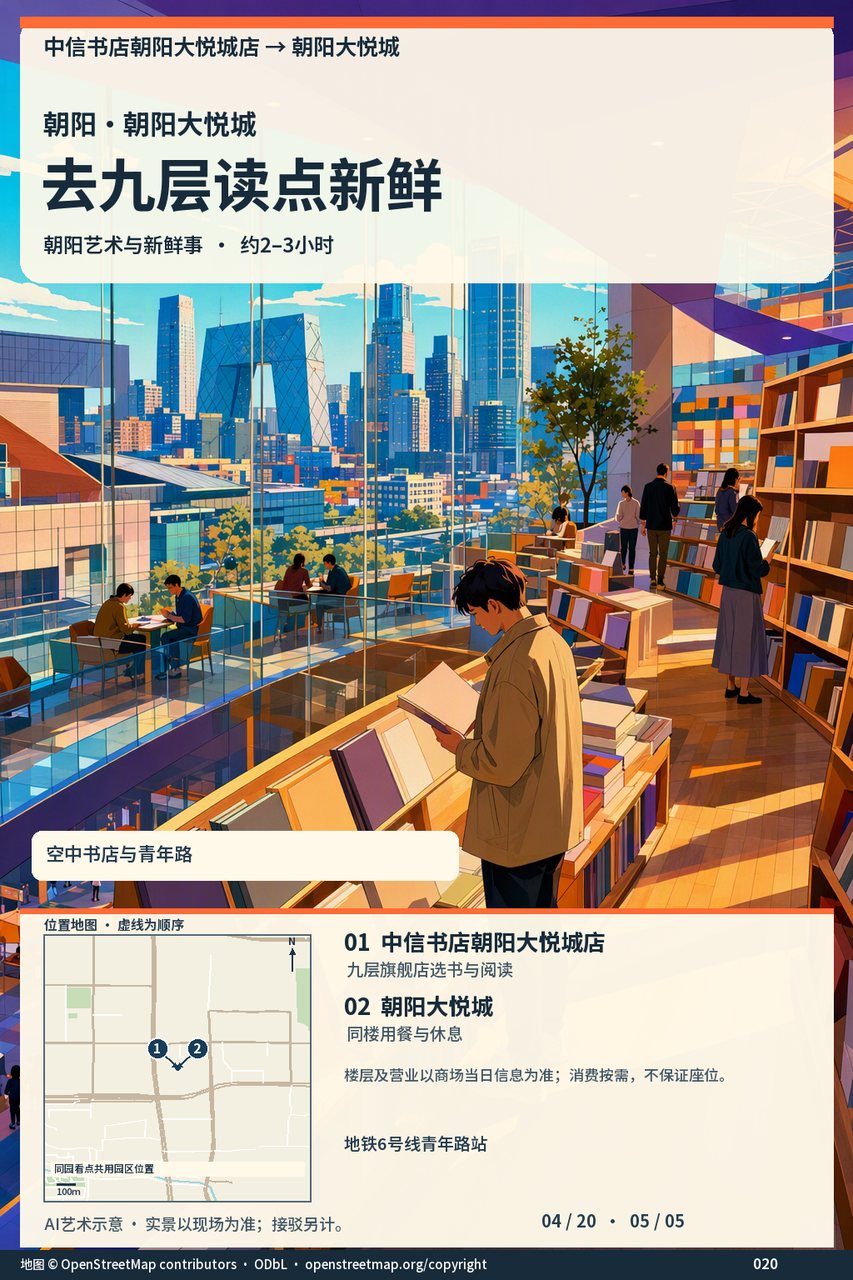 中信书店朝阳大悦城店 → 朝阳大悦城
朝阳·朝阳大悦城
去九层读点新鲜
朝阳艺术与新鲜事 · 约2–3小时
空中书店与青年路
位置地图 · 虚线为顺序
N
1 2
同园看点共用园区位置
100m
01 中信书店朝阳大悦城店
九层旗舰店选书与阅读
02 朝阳大悦城
同楼用餐与休息
楼层及营业以商场当日信息为准；消费按需，不保证座位。
地铁6号线青年路站
AI艺术示意 · 实景以现场为准；接驳另计。
04 / 20 · 05 / 05
地图 © OpenStreetMap contributors · ODbL · openstreetmap.org/copyright
020